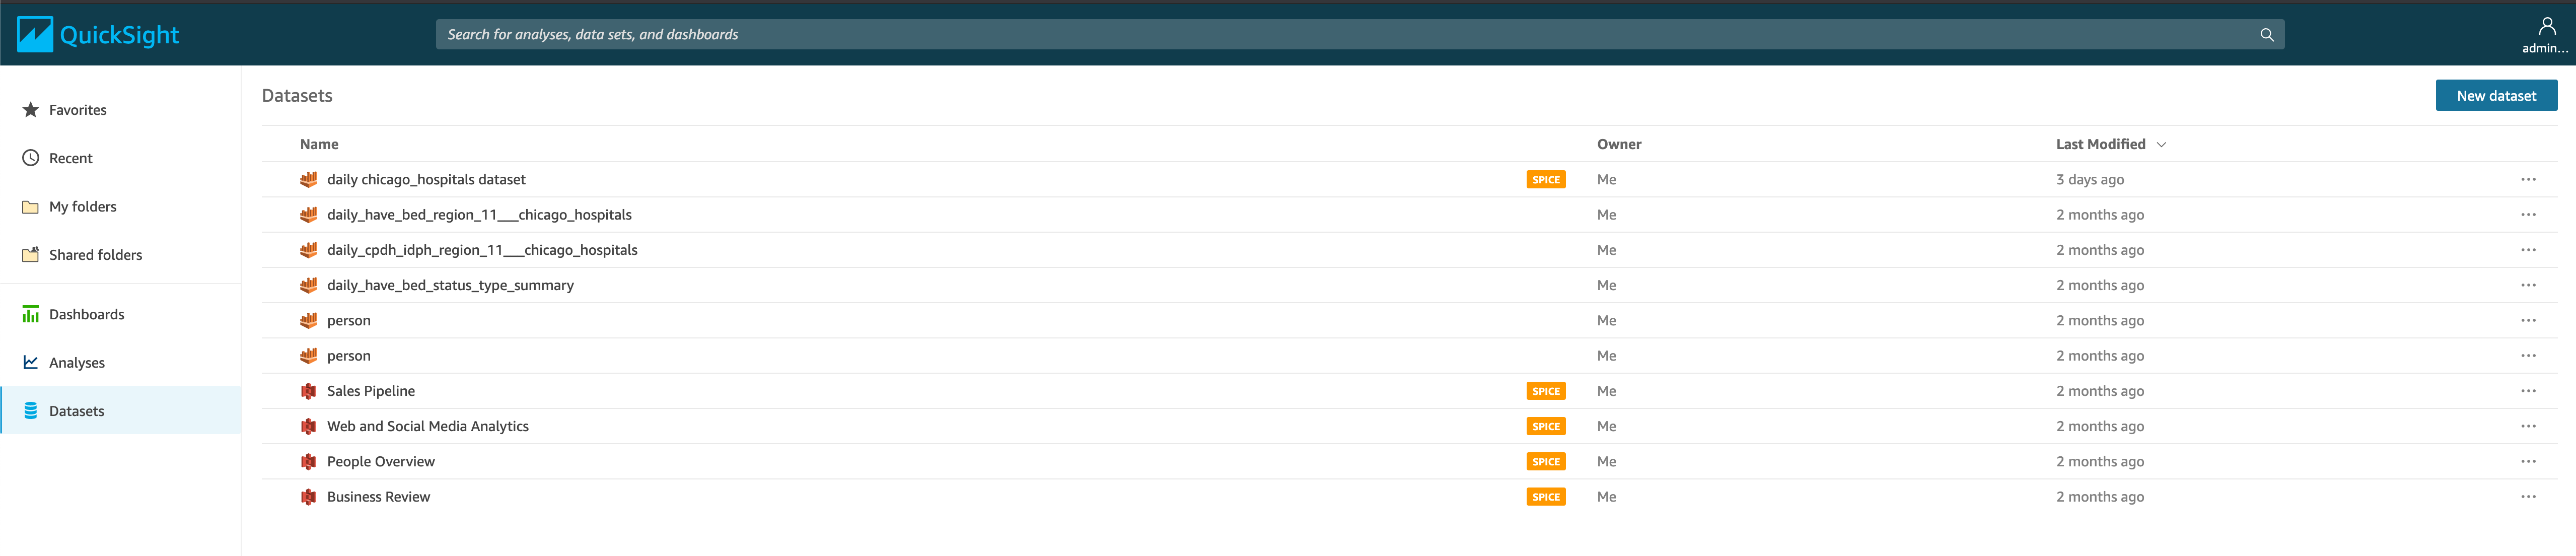 QuickSight
Search for analyses, data sets, and dashboards
admin...
Favorites
Recent
My folders
Shared folders
Dashboards
Analyses
Datasets
Datasets
New dataset
Name Owner Last Modified
daily chicago_hospitals dataset SPICE Me 3 days ago
daily_have_bed_region_11___chicago_hospitals Me 2 months ago
daily_cpdh_idph_region_11___chicago_hospitals Me 2 months ago
daily_have_bed_status_type_summary Me 2 months ago
person Me 2 months ago
person Me 2 months ago
Sales Pipeline SPICE Me 2 months ago
Web and Social Media Analytics SPICE Me 2 months ago
People Overview SPICE Me 2 months ago
Business Review SPICE Me 2 months ago